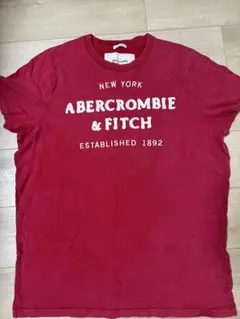 NEW YORK
ABERCROMBIE
& FITCH
ESTABLISHED 1892